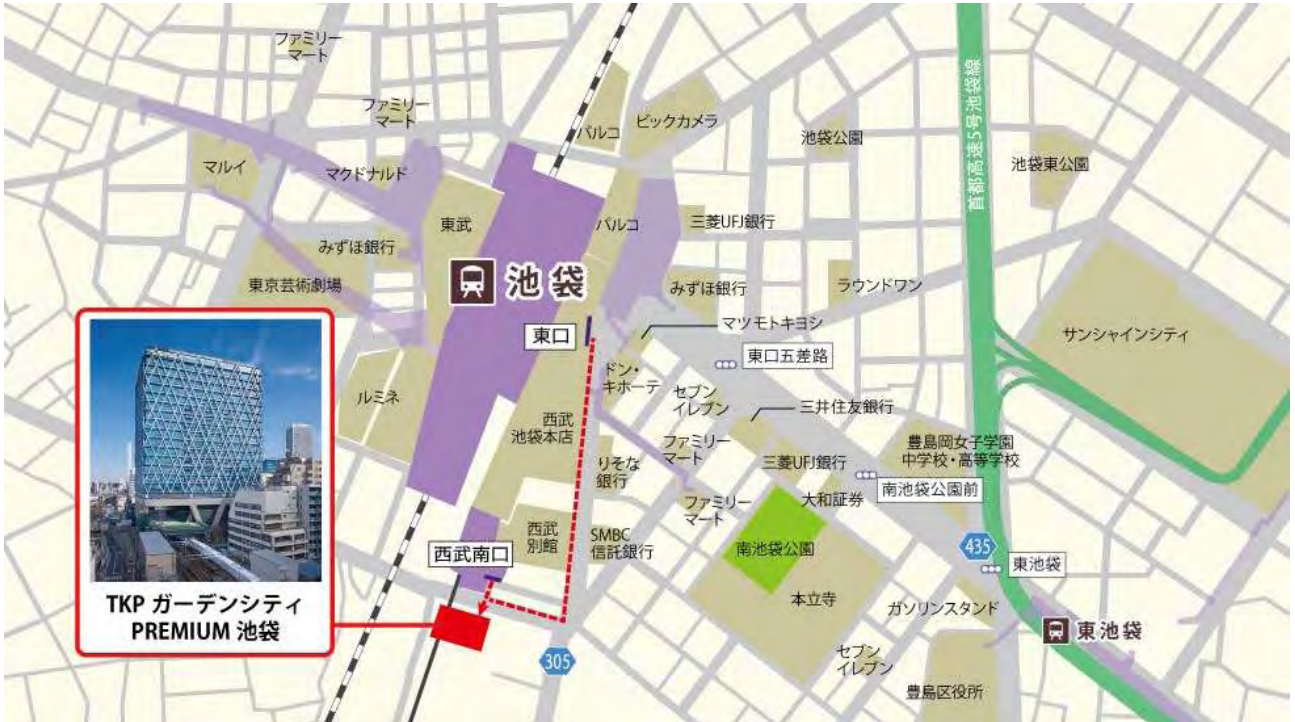 ファミリー
マート
ファミリー
マート
パルコ
ビックカメラ
池袋公園
池袋東公園
首都高速5号池袋線
マルイ
マクドナルド
東武
パルコ
三菱UFJ銀行
みずほ銀行
東京芸術劇場
池袋
みずほ銀行
ラウンドワン
サンシャインシティ
東口
マツモトキヨシ
東口五差路
ドン・
キホーテ
セブン
イレブン
三井住友銀行
ルミネ
西武
池袋本店
ファミリー
マート
三菱UFJ銀行
豊島岡女子学園
中学校・高等学校
りそな
銀行
南池袋公園前
ファミリー
マート
大和証券
西武
別館
SMBC
信託銀行
南池袋公園
435
西武南口
東池袋
本立寺
ガソリンスタンド
TKP ガーデンシティ
PREMIUM 池袋
東池袋
305
セブン
イレブン
豊島区役所